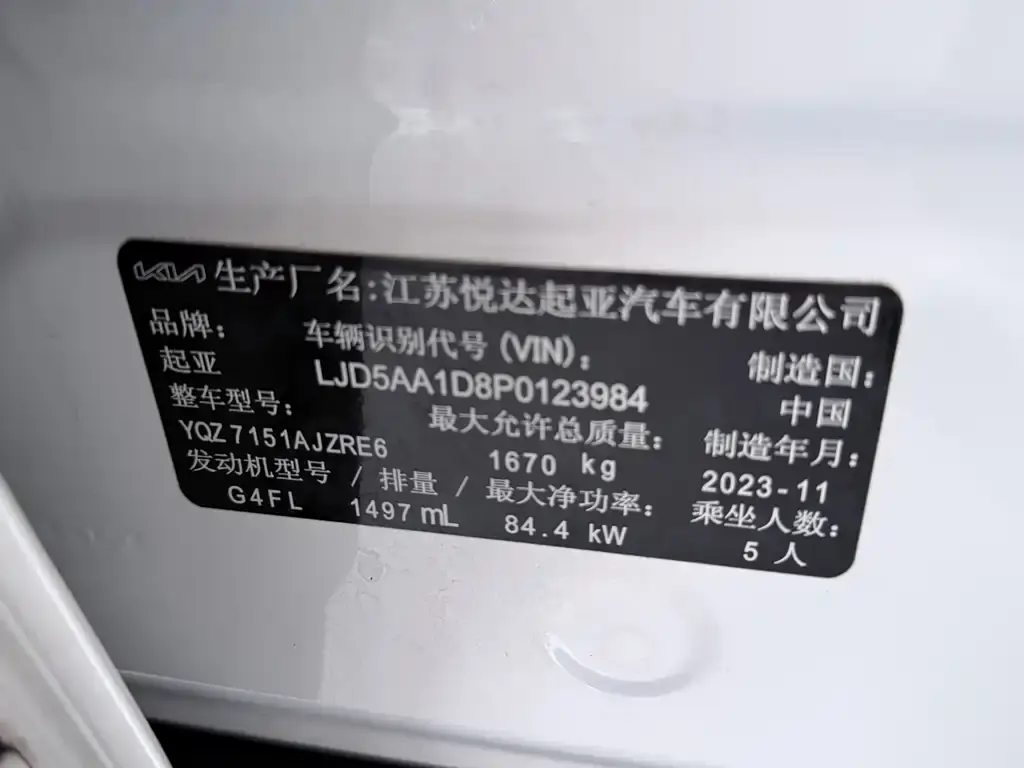 KIA 生产厂名:江苏悦达起亚汽车有限公司
品牌: 车辆识别代号(VIN): 制造国:
起亚 LJD5AA1D8P0123984 中国
整车型号: 最大允许总质量: 制造年月:
YQZ7151AJZRE6 1670 kg 2023-11
发动机型号 / 排量 / 最大净功率: 乘坐人数:
G4FL 1497 mL 84.4 kW 5 人